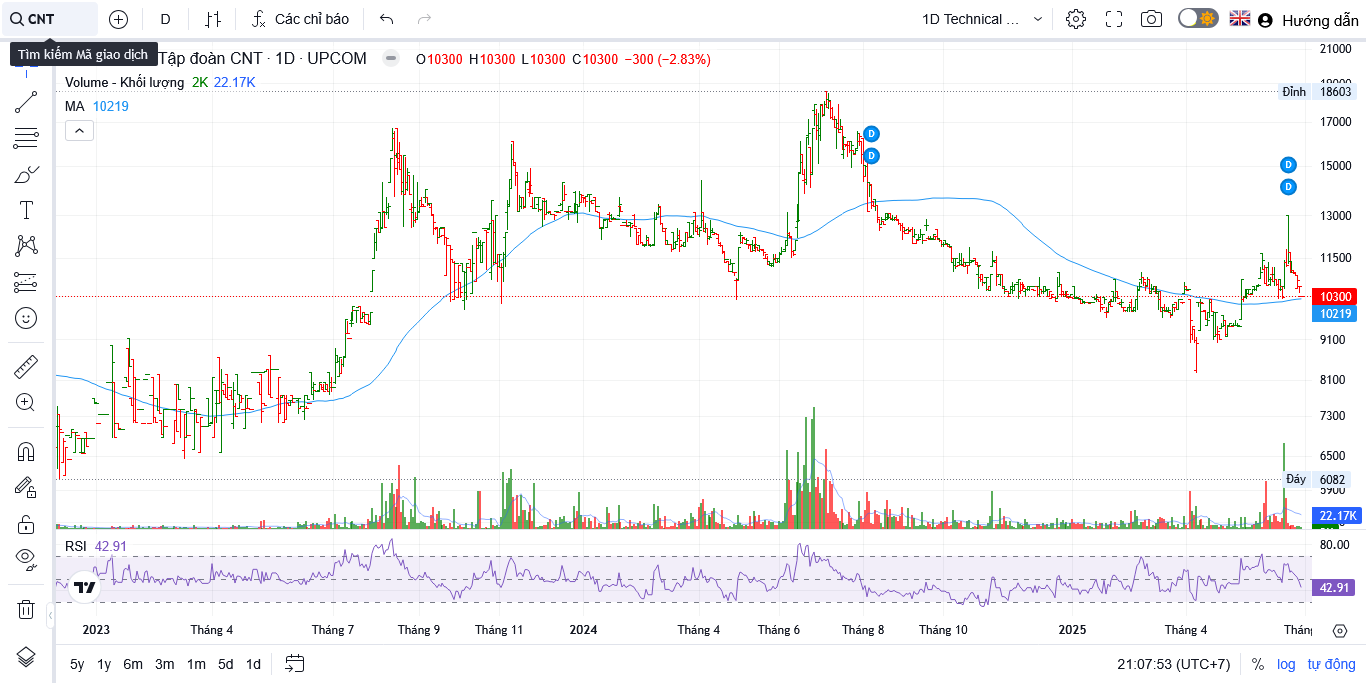 CNT
D
Các chỉ báo
1D Technical ...
Hướng dẫn
Tìm kiếm Mã giao dịch
Tập đoàn CNT · 1D · UPCOM
O10300 H10300 L10300 C10300 −300 (−2.83%)
Volume - Khối lượng 2K 22.17K
MA 10219
21000
19000
Đỉnh 18603
17000
D
D
15000
D
D
13000
11500
10300
10219
9100
8100
7300
6500
Đáy 6082
5900
22.17K
RSI 42.91
80.00
42.91
2023 Tháng 4 Tháng 7 Tháng 9 Tháng 11 2024 Tháng 4 Tháng 6 Tháng 8 Tháng 10 2025 Tháng 4
5y 1y 6m 3m 1m 5d 1d
21:07:53 (UTC+7) % log tự động